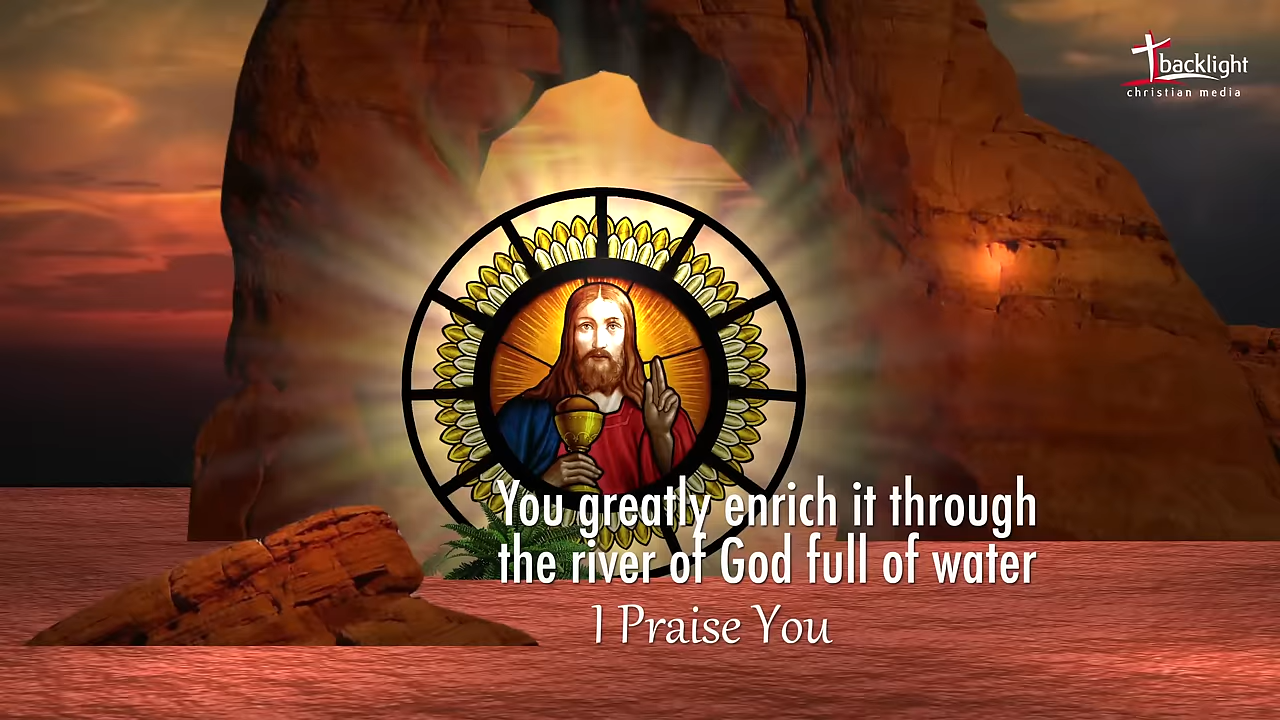 backlight
christian media
You greatly enrich it through
the river of God full of water
I Praise You